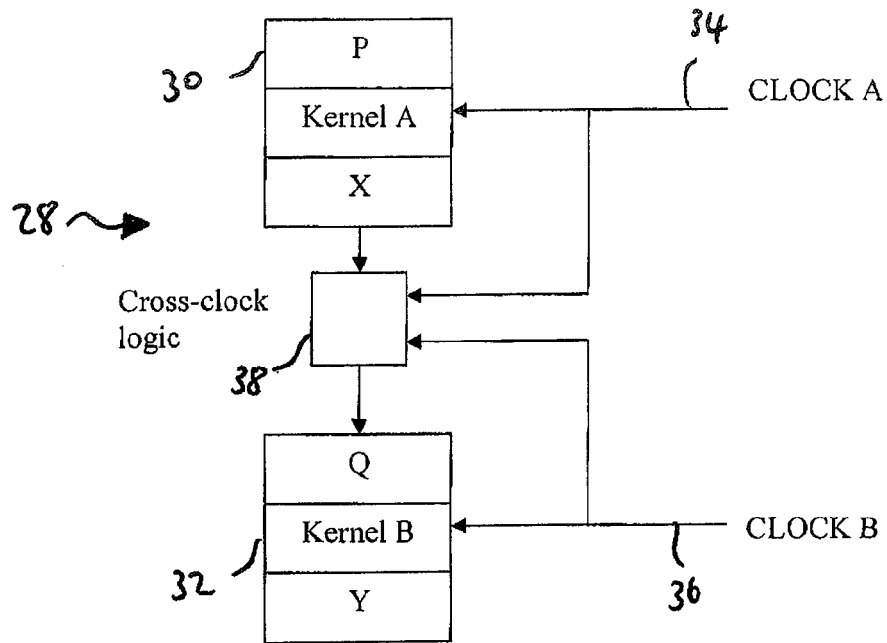 34
P
30
CLOCK A
Kernel A
X
28
Cross-clock
logic
38
Q
Kernel B
CLOCK B
32
36
Y